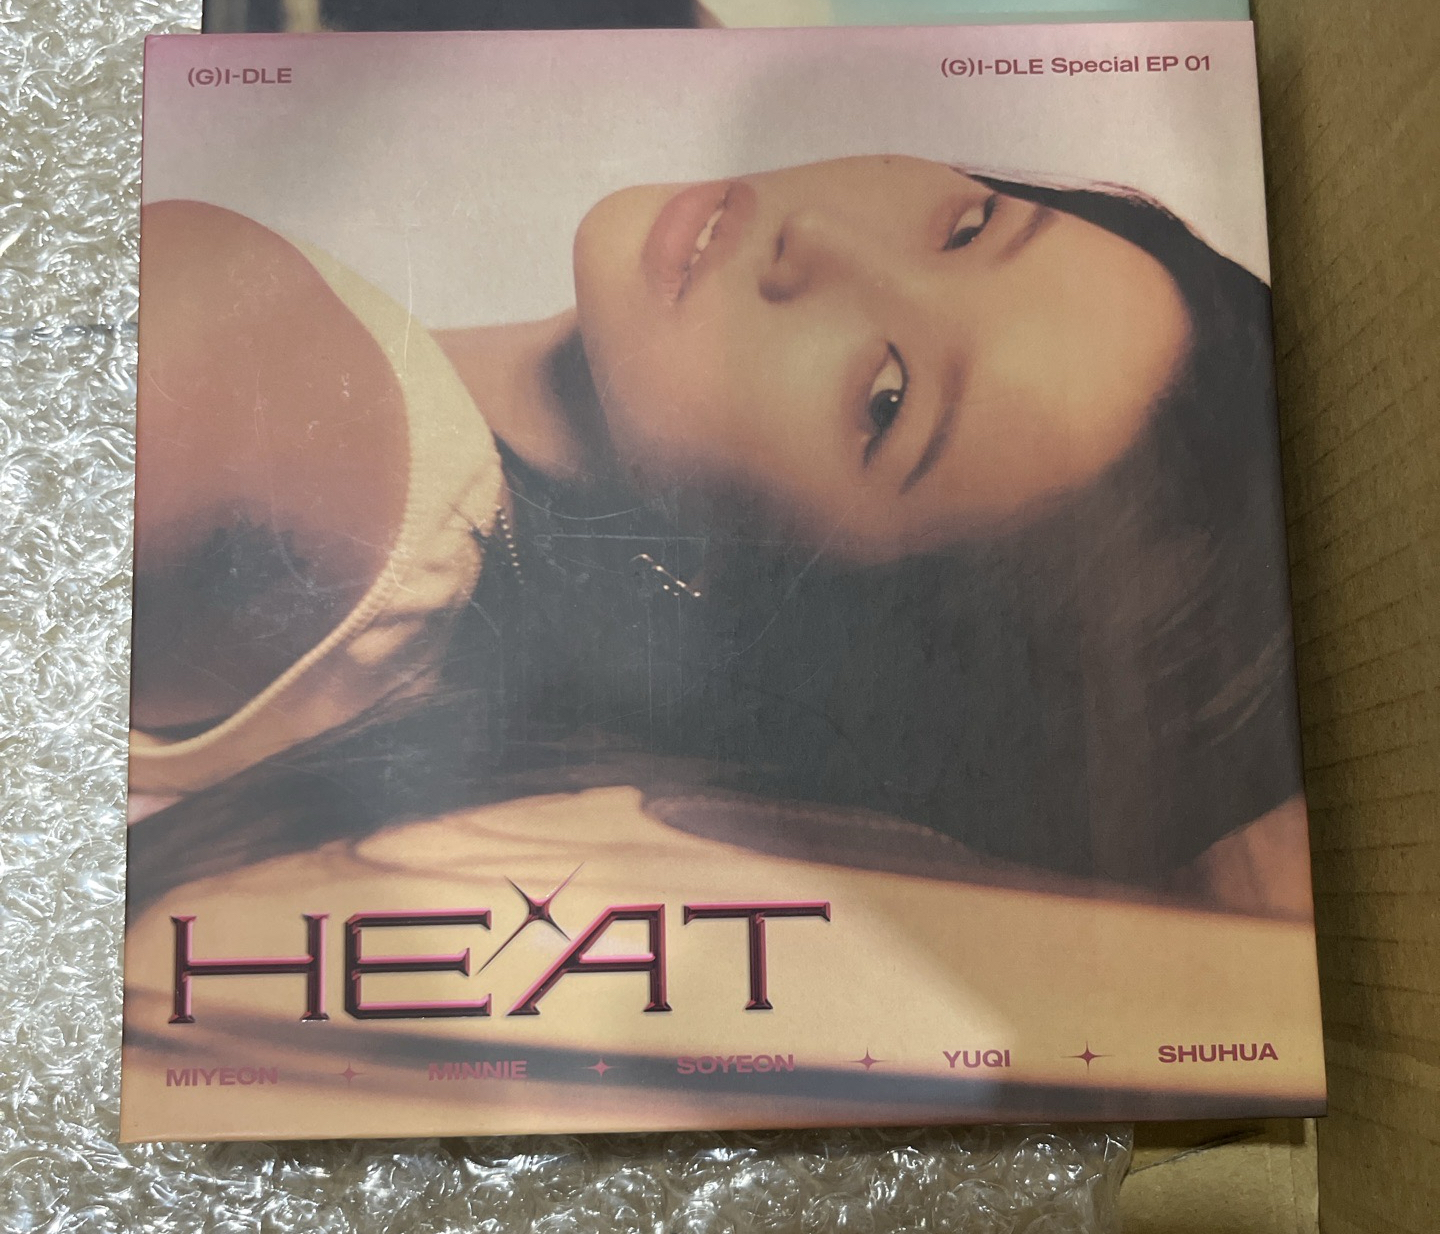 (G)I-DLE
(G)I-DLE Special EP 01
HEAT
MIYEON MINNIE SOYEON YUQI SHUHUA